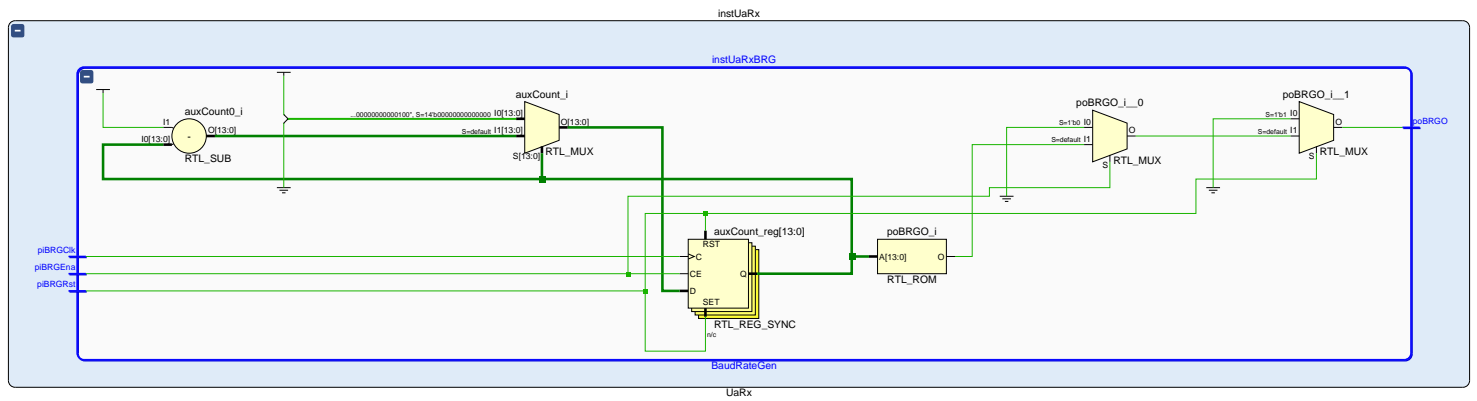 instUaRx
instUaRxBRG
auxCount0_i
I1
I0[13:0]
-
O[13:0]
RTL_SUB
auxCount_i
...00000000000100", S=14'b00000000000000 I0[13:0]
S=default I1[13:0]
S[13:0]
O[13:0]
RTL_MUX
poBRGO_i__0
S=1'b0 I0
S=default I1
S
O
RTL_MUX
poBRGO_i__1
S=1'b1 I0
S=default I1
S
O
RTL_MUX
poBRGO
piBRGClk
piBRGEna
piBRGRst
auxCount_reg[13:0]
RST
C
CE
Q
D
SET
RTL_REG_SYNC
n/c
poBRGO_i
A[13:0]
O
RTL_ROM
BaudRateGen
UaRx